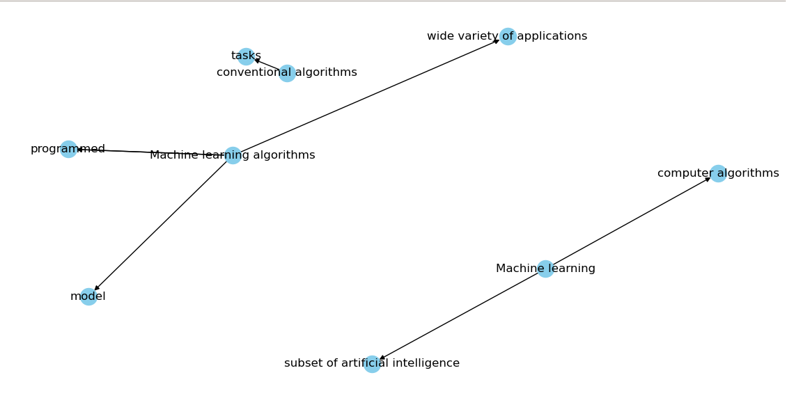 wide variety of applications
tasks
conventional algorithms
programmed
Machine learning algorithms
computer algorithms
Machine learning
model
subset of artificial intelligence